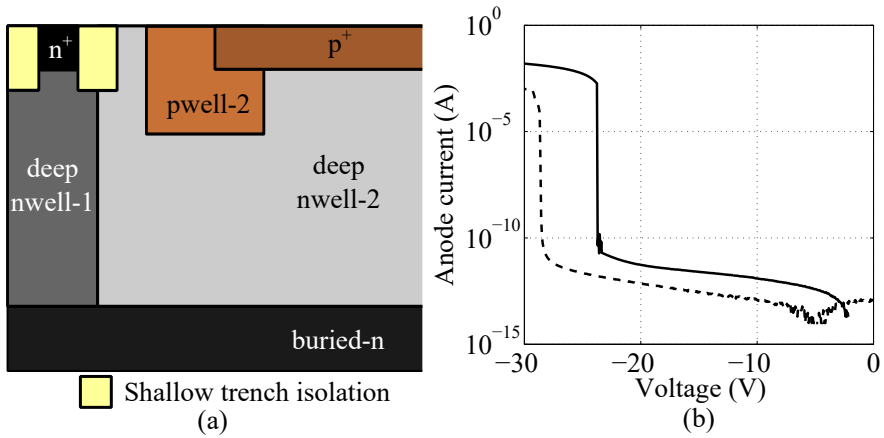 n+
p+
pwell-2
deep
nwell-1
deep
nwell-2
buried-n
Shallow trench isolation
(a)
Anode current (A)
10^0
10^−5
10^−10
10^−15
−30
−20
−10
0
Voltage (V)
(b)